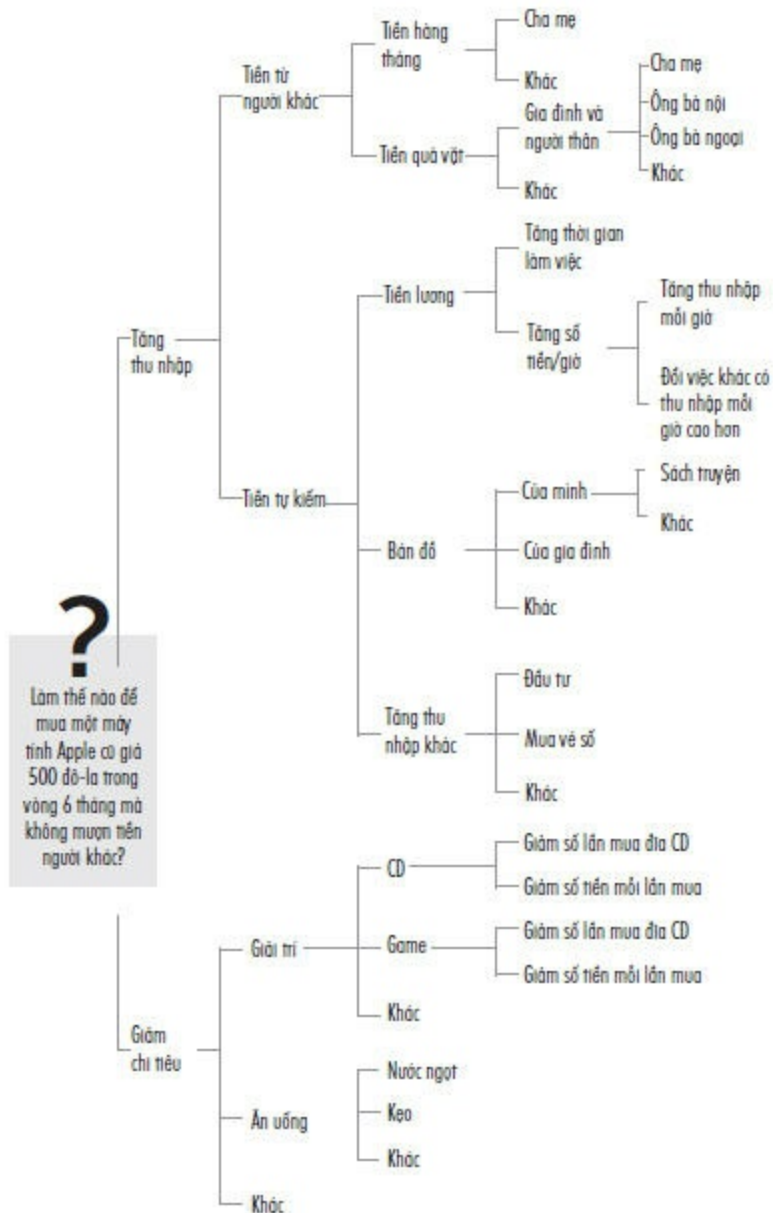 Tiền hàng
tháng
Cha mẹ
Khác
Tiền từ
người khác
Tiền quà vặt
Gia đình và
người thân
Khác
Cha mẹ
Ông bà nội
Ông bà ngoại
Khác
Tăng
thu nhập
Tiền lương
Tăng thời gian
làm việc
Tăng số
tiền/giờ
Tăng thu nhập
mỗi giờ
Đổi việc khác có
thu nhập mỗi
giờ cao hơn
Tiền tự kiếm
Bán đồ
Của mình
Sách truyện
Khác
Của gia đình
Khác
Tăng thu
nhập khác
Đầu tư
Mua vé số
Khác
?
Làm thế nào để
mua một máy
tính Apple cũ giá
500 đô-la trong
vòng 6 tháng mà
không mượn tiền
người khác?
Giảm
chi tiêu
Giải trí
CD
Giảm số lần mua đĩa CD
Giảm số tiền mỗi lần mua
Game
Giảm số lần mua đĩa CD
Giảm số tiền mỗi lần mua
Khác
Ăn uống
Nước ngọt
Kẹo
Khác
Khác